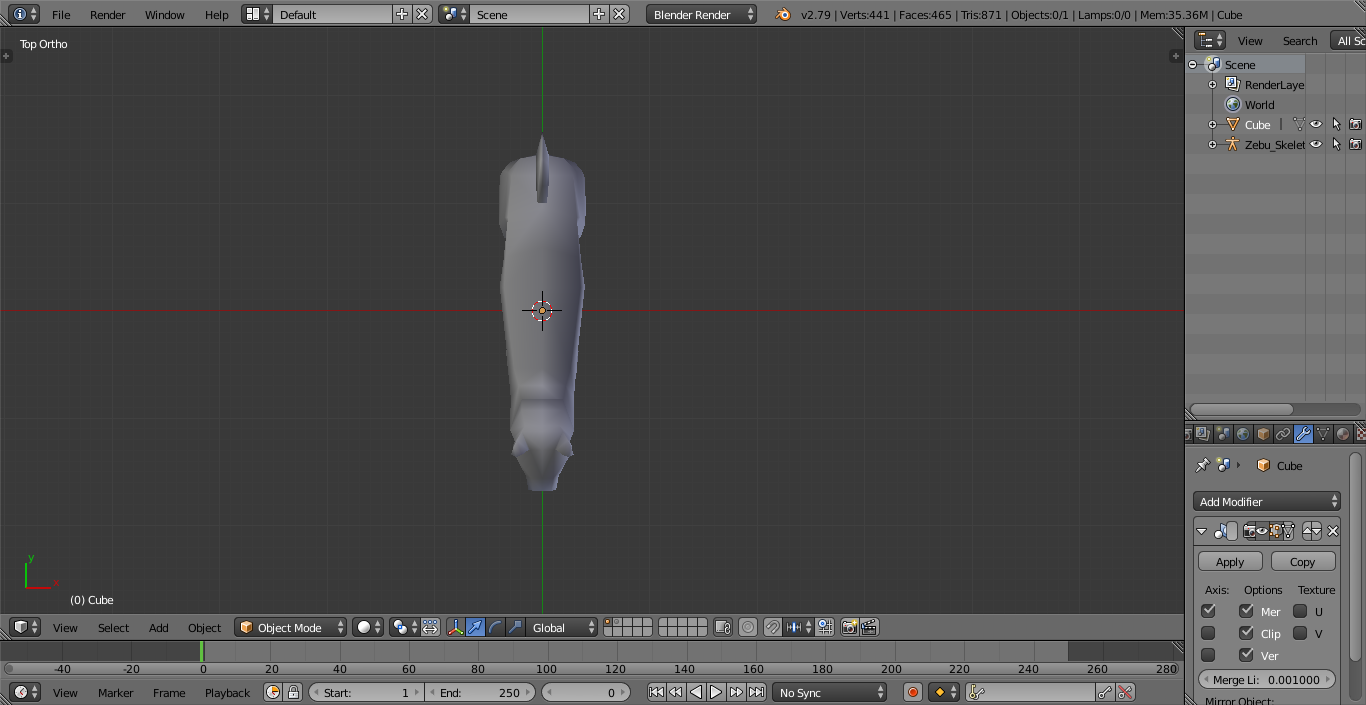 File Render Window Help Default Scene Blender Render v2.79 | Verts:441 | Faces:465 | Tris:871 | Objects:0/1 | Lamps:0/0 | Mem:35.36M | Cube
Top Ortho
View Search All Sc
Scene
RenderLaye
World
Cube
Zebu_Skelet
Cube
Add Modifier
Apply Copy
Axis: Options Texture
Mer U
Clip V
Ver
Merge Li: 0.001000
Mirror Object:
y
x
(0) Cube
View Select Add Object Object Mode Global
-40 -20 0 20 40 60 80 100 120 140 160 180 200 220 240 260 280
View Marker Frame Playback Start: 1 End: 250 0 No Sync